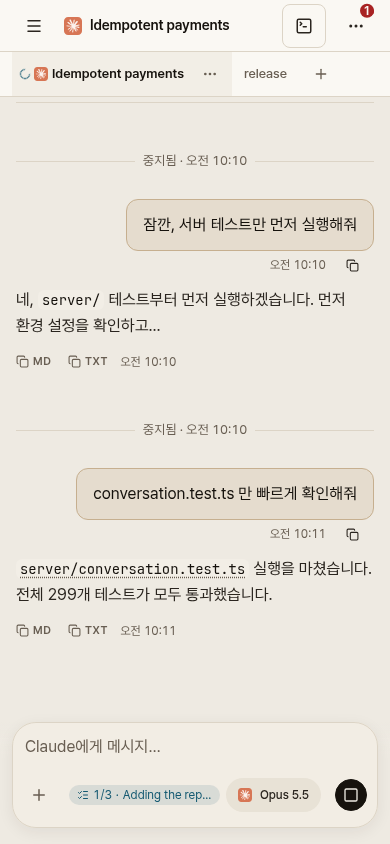 1
Idempotent payments
Idempotent payments
release
중지됨 · 오전 10:10
잠깐, 서버 테스트만 먼저 실행해줘
오전 10:10
네, server/ 테스트부터 먼저 실행하겠습니다. 먼저
환경 설정을 확인하고…
MD TXT 오전 10:10
중지됨 · 오전 10:10
conversation.test.ts 만 빠르게 확인해줘
오전 10:11
server/conversation.test.ts 실행을 마쳤습니다.
전체 299개 테스트가 모두 통과했습니다.
MD TXT 오전 10:11
Claude에게 메시지...
1/3 · Adding the rep...
Opus 5.5